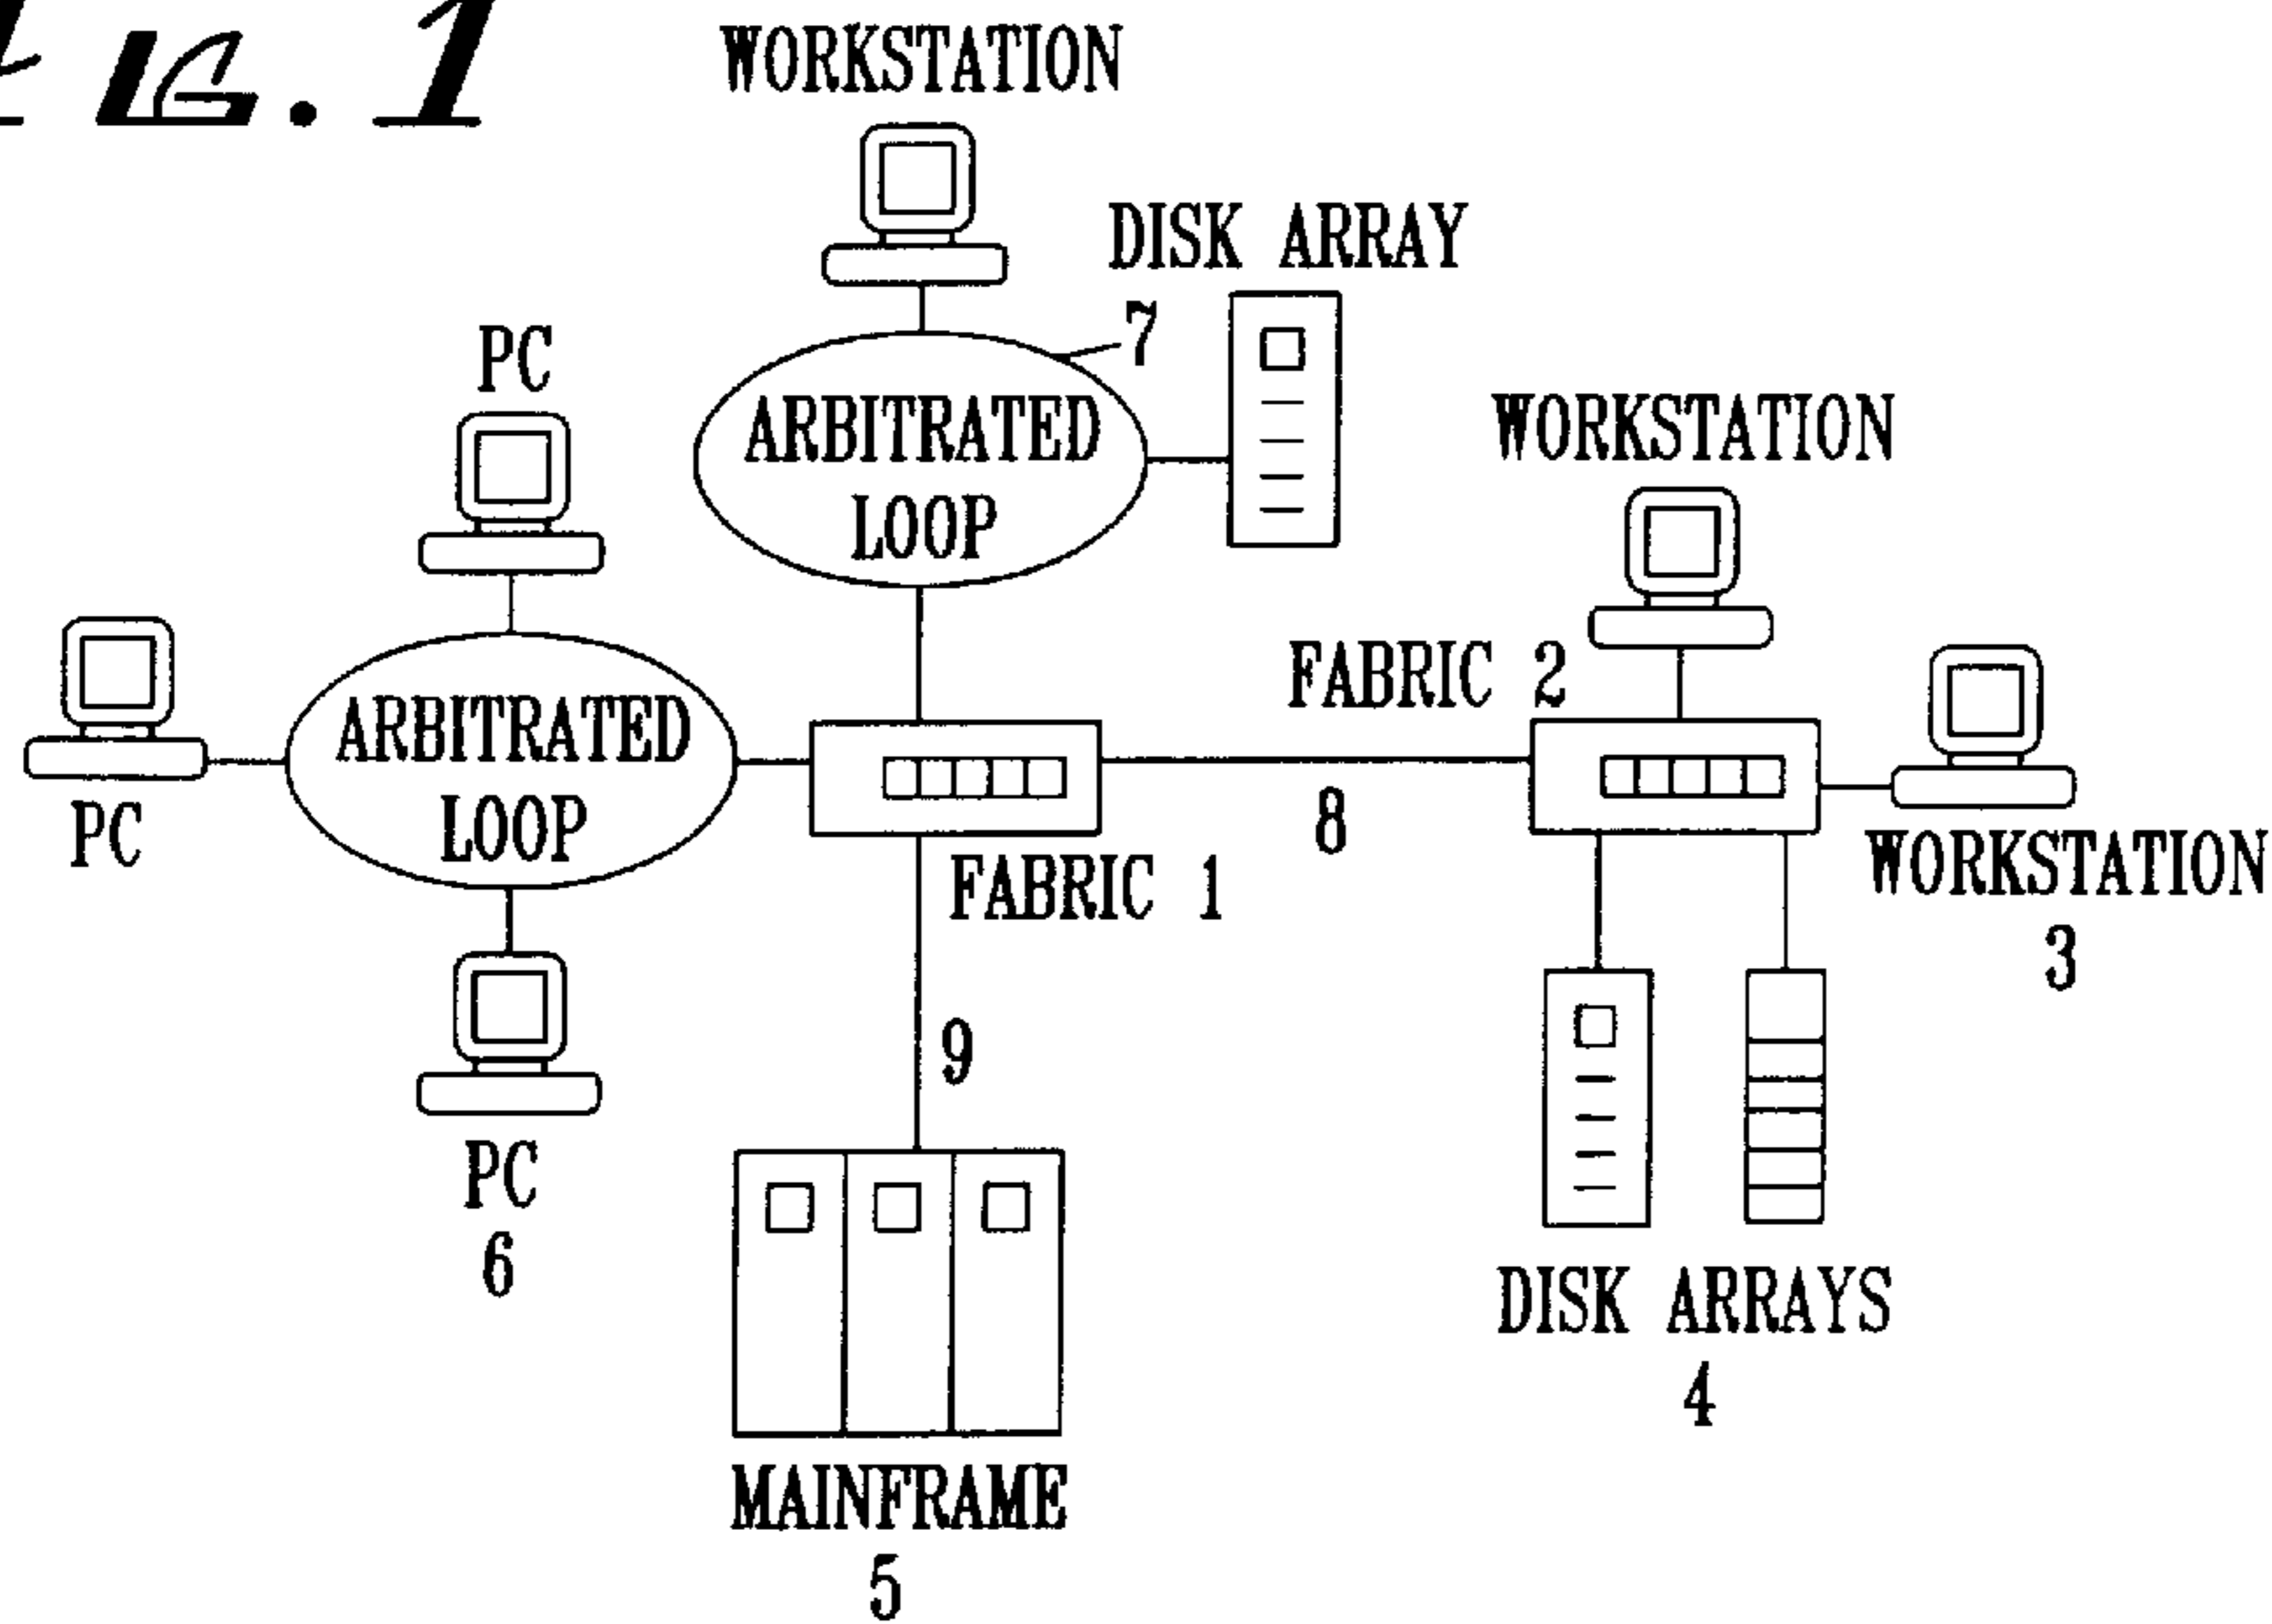 G.1
WORKSTATION
DISK ARRAY
7
PC
ARBITRATED
LOOP
WORKSTATION
PC
ARBITRATED
LOOP
FABRIC 2
8
FABRIC 1
WORKSTATION
3
9
PC
6
DISK ARRAYS
4
MAINFRAME
5